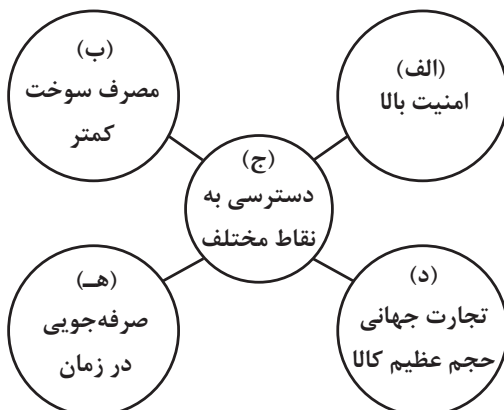 (الف)
امنیت بالا
(ب)
مصرف سوخت
کمتر
(ج)
دسترسی به
نقاط مختلف
(د)
تجارت جهانی
حجم عظیم کالا
(هـ)
صرفه‌جویی
در زمان